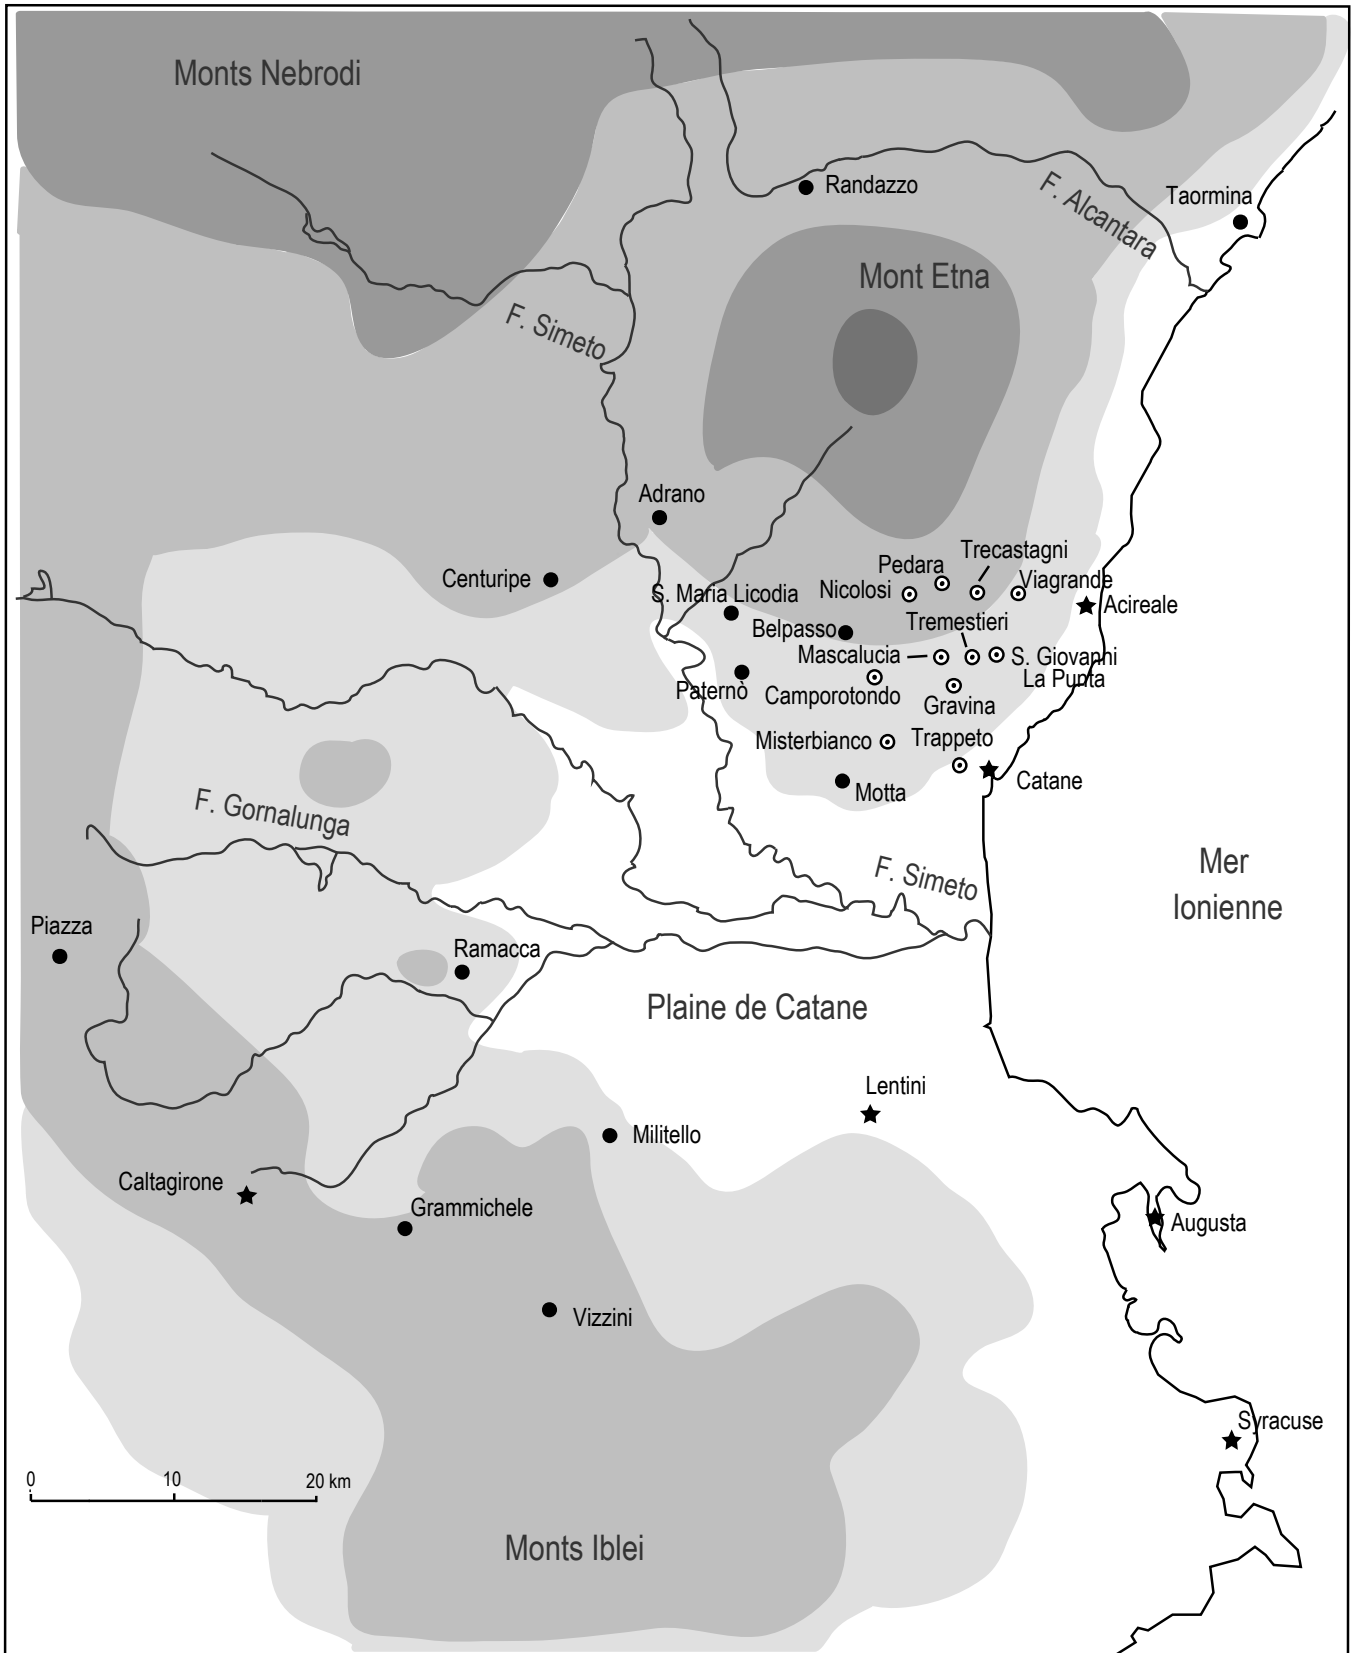 Monts Nebrodi
Randazzo
F. Alcantara
Taormina
Mont Etna
F. Simeto
Adrano
Trecastagni
Pedara
Centuripe
Nicolosi
Viagrande
S. Maria Licodia
Acireale
Belpasso
Tremestieri
Mascalucia
S. Giovanni
La Punta
Paternò
Camporotondo
Gravina
Misterbianco
Trappeto
Catane
Motta
F. Gornalunga
Mer
Ionienne
F. Simeto
Piazza
Ramacca
Plaine de Catane
Lentini
Militello
Caltagirone
Grammichele
Augusta
Vizzini
Syracuse
0 10 20 km
Monts Iblei